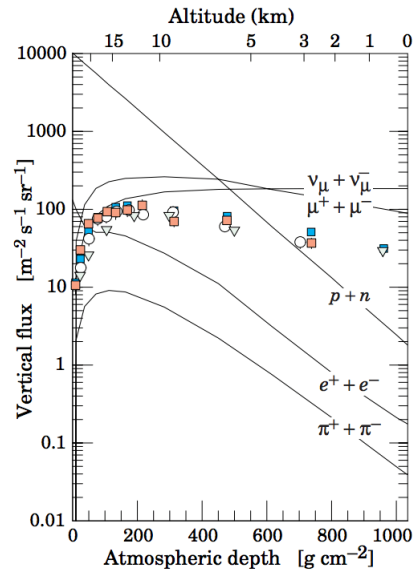 Altitude (km)
15 10 5 3 2 1 0
10000
1000
100
10
1
0.1
0.01
Vertical flux [m⁻² s⁻¹ sr⁻¹]
νμ + ν̅μ
μ⁺ + μ⁻
p + n
e⁺ + e⁻
π⁺ + π⁻
0 200 400 600 800 1000
Atmospheric depth [g cm⁻²]